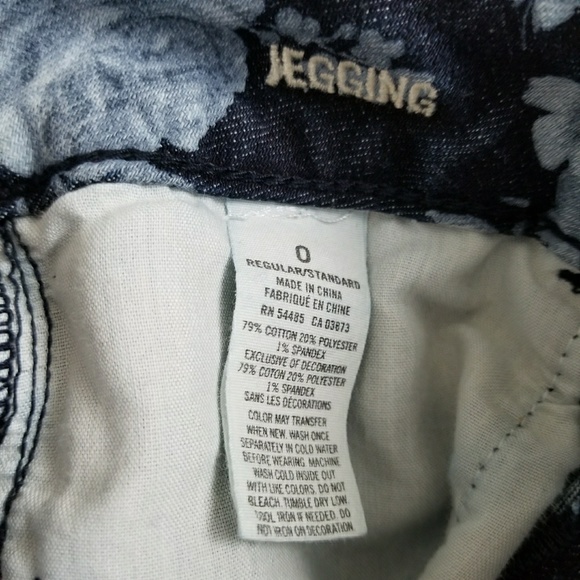 JEGGING
0
REGULAR/STANDARD
MADE IN CHINA
FABRIQUÉ EN CHINE
RN 54485 CA 03873
79% COTTON 20% POLYESTER
1% SPANDEX
EXCLUSIVE OF DECORATION
79% COTON 20% POLYESTER
1% SPANDEX
SANS LES DÉCORATIONS
COLOR MAY TRANSFER
WHEN NEW. WASH ONCE
SEPARATELY IN COLD WATER
BEFORE WEARING. MACHINE
WASH COLD INSIDE OUT
WITH LIKE COLORS. DO NOT
BLEACH. TUMBLE DRY LOW.
COOL IRON IF NEEDED. DO
NOT IRON ON DECORATION